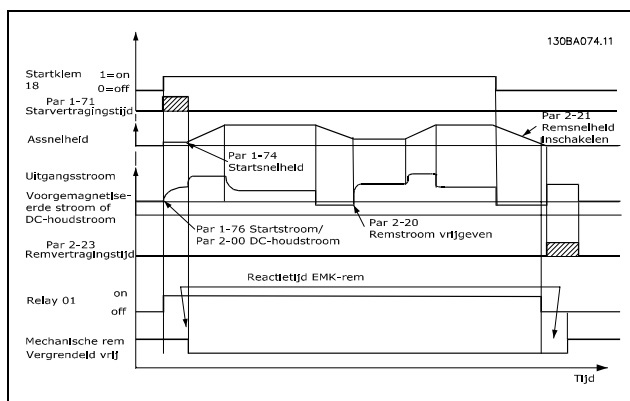 130BA074.11
Startklem
18
1=on
0=off
Par 1-71
Starvertragingstijd
Assnelheid
Par 1-74
Startsnelheid
Par 2-21
Remsnelheid
inschakelen
Uitgangsstroom
Voorgemagnetise-
erde stroom of
DC-houdstroom
Par 1-76 Startstroom/
Par 2-00 DC-houdstroom
Par 2-20
Remstroom vrijgeven
Par 2-23
Remvertragingstijd
Reactietijd EMK-rem
Relay 01
on
off
Mechanische rem
Vergrendeld vrij
Tijd